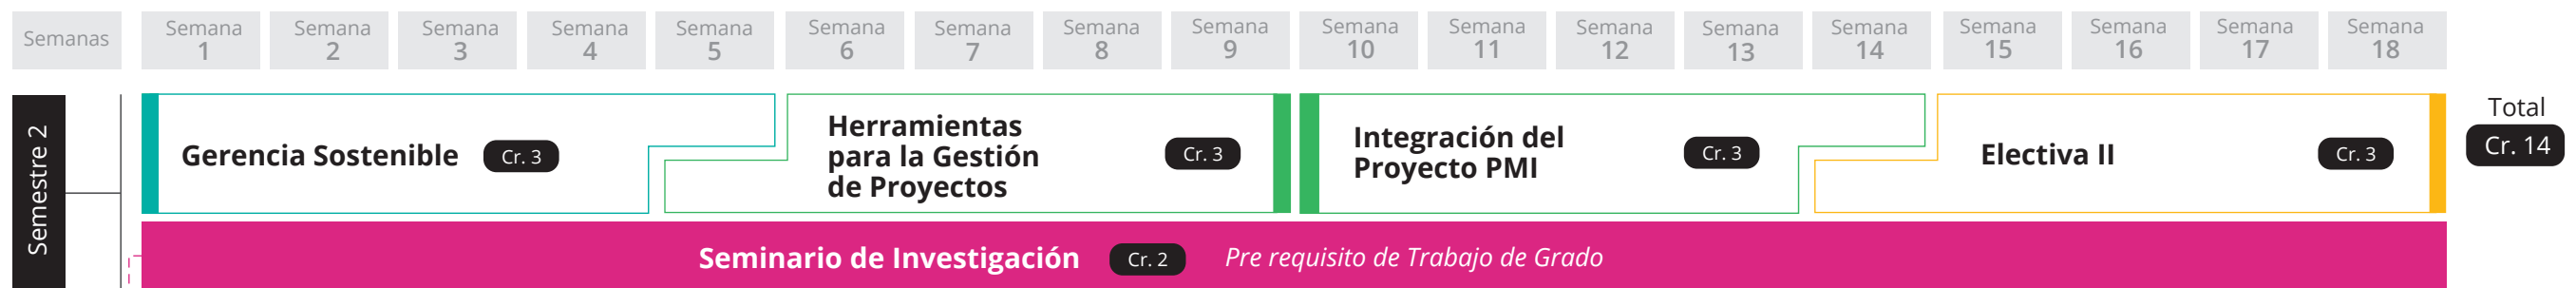 Semanas
Semana
1
Semana
2
Semana
3
Semana
4
Semana
5
Semana
6
Semana
7
Semana
8
Semana
9
Semana
10
Semana
11
Semana
12
Semana
13
Semana
14
Semana
15
Semana
16
Semana
17
Semana
18
Semestre 2
Gerencia Sostenible
Cr. 3
Herramientas
para la Gestión
de Proyectos
Cr. 3
Integración del
Proyecto PMI
Cr. 3
Electiva II
Cr. 3
Total
Cr. 14
Seminario de Investigación
Cr. 2
Pre requisito de Trabajo de Grado